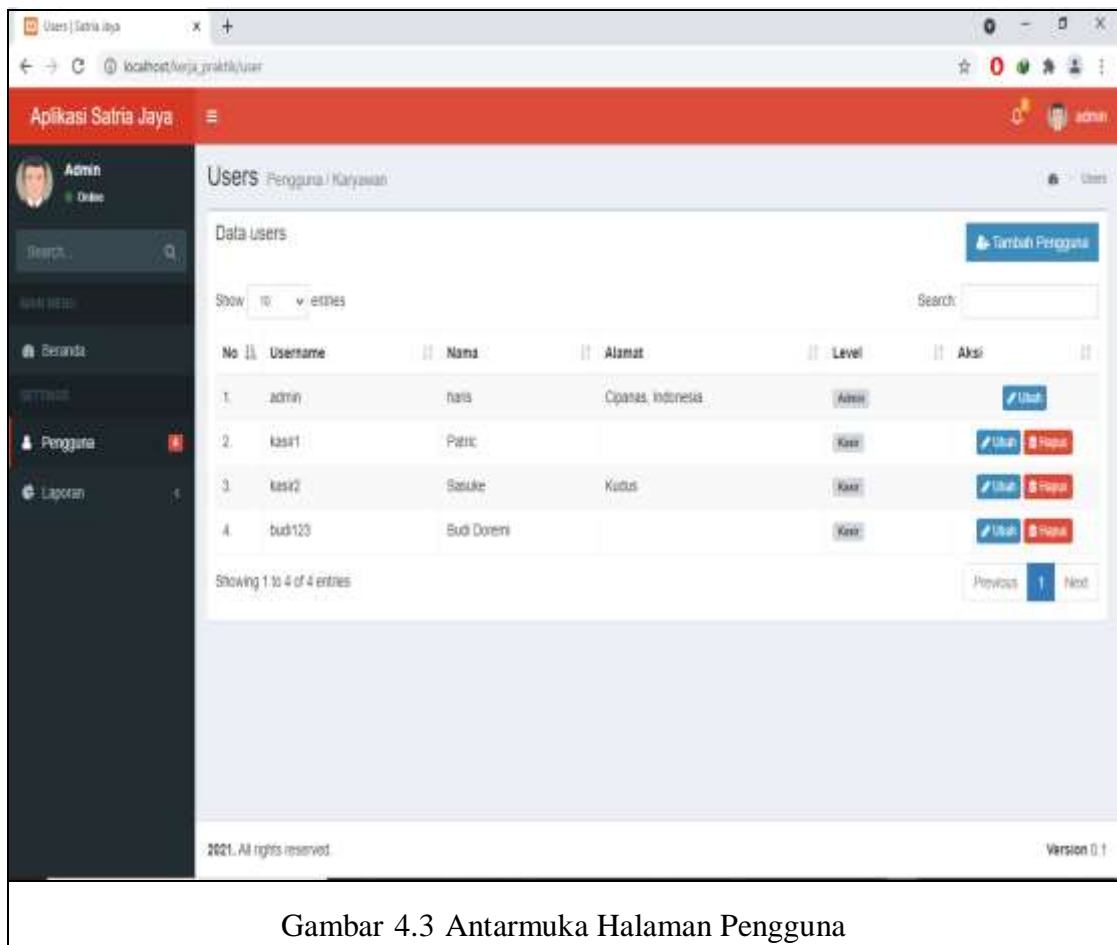 Users | Satria Jaya
localhost/kerja_praktik/user
Aplikasi Satria Jaya
admin
Admin
Online
Search...
MAIN MENU
Beranda
SETTINGS
Pengguna 4
Laporan
Users Pengguna / Karyawan
Users
Data users
Tambah Pengguna
Show 10 entries
Search:
No Username Nama Alamat Level Aksi
1. admin haris Cipanas, Indonesia Admin Ubah
2. kasir1 Patric Kasir Ubah Hapus
3. kasir2 Sasuke Kudus Kasir Ubah Hapus
4. budi123 Budi Doremi Kasir Ubah Hapus
Showing 1 to 4 of 4 entries
Previous 1 Next
2021. All rights reserved.
Version 0.1
Gambar 4.3 Antarmuka Halaman Pengguna